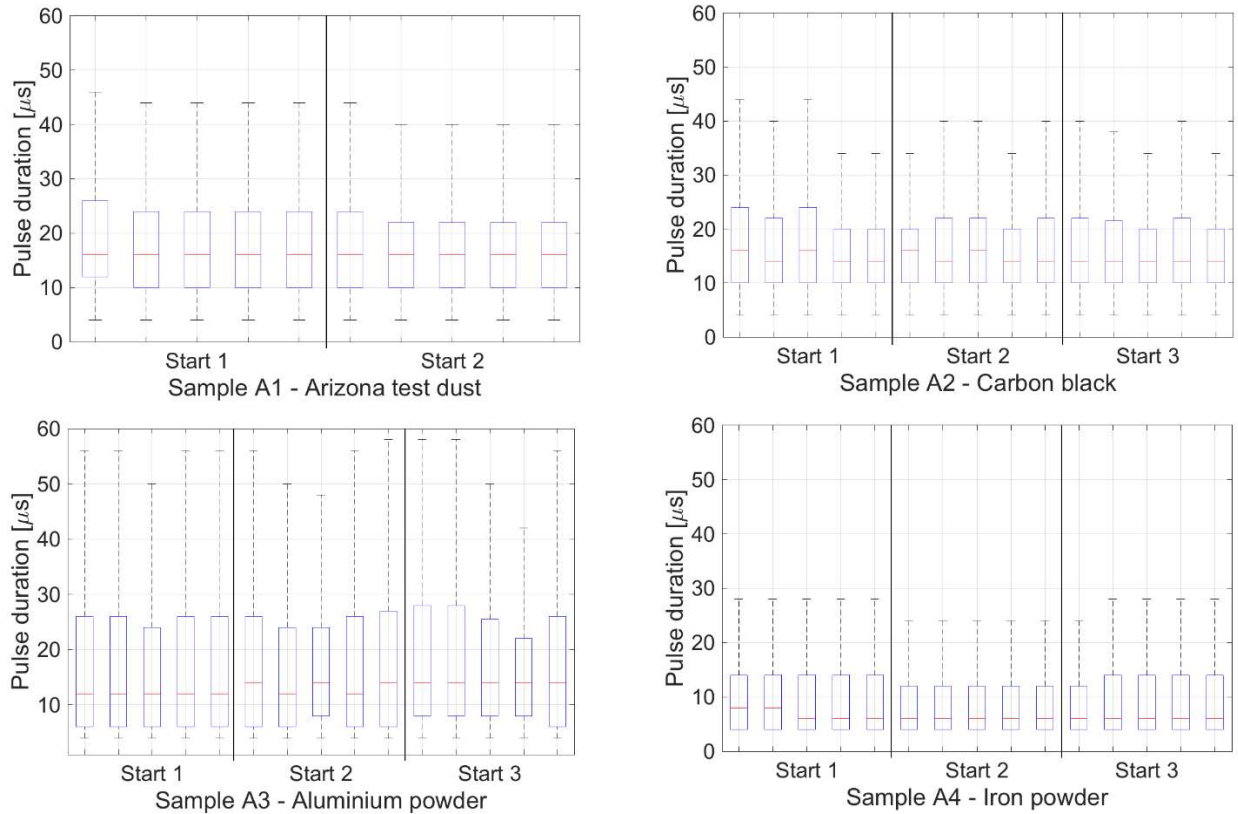 60
50
40
30
20
10
0
Pulse duration [μs]
Start 1 Start 2
Sample A1 - Arizona test dust
60
50
40
30
20
10
0
Pulse duration [μs]
Start 1 Start 2 Start 3
Sample A2 - Carbon black
60
50
40
30
20
10
Pulse duration [μs]
Start 1 Start 2 Start 3
Sample A3 - Aluminium powder
60
50
40
30
20
10
0
Pulse duration [μs]
Start 1 Start 2 Start 3
Sample A4 - Iron powder